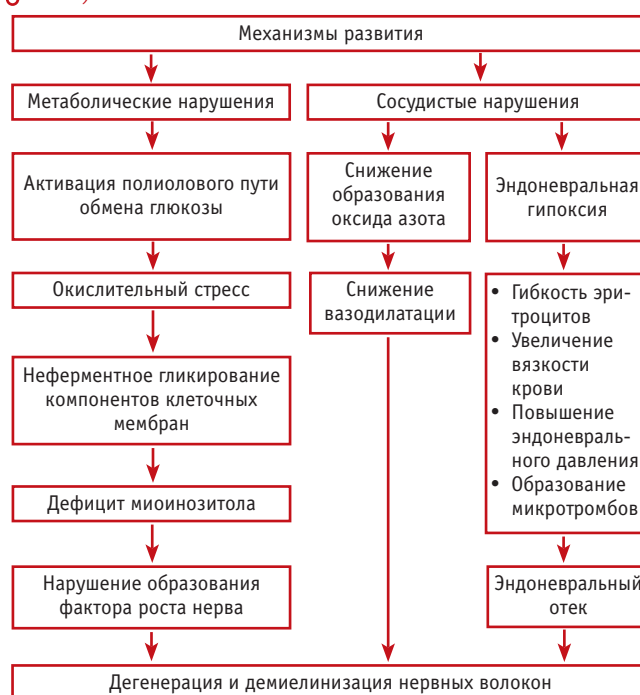 Механизмы развития
Метаболические нарушения
Сосудистые нарушения
Активация полиолового пути
обмена глюкозы
Снижение
образования
оксида азота
Эндоневральная
гипоксия
Окислительный стресс
Снижение
вазодилатации
• Гибкость эри-
троцитов
• Увеличение
вязкости
крови
• Повышение
эндоневраль-
ного давления
• Образование
микротромбов
Неферментное гликирование
компонентов клеточных
мембран
Дефицит миоинозитола
Нарушение образования
фактора роста нерва
Эндоневральный
отек
Дегенерация и демиелинизация нервных волокон